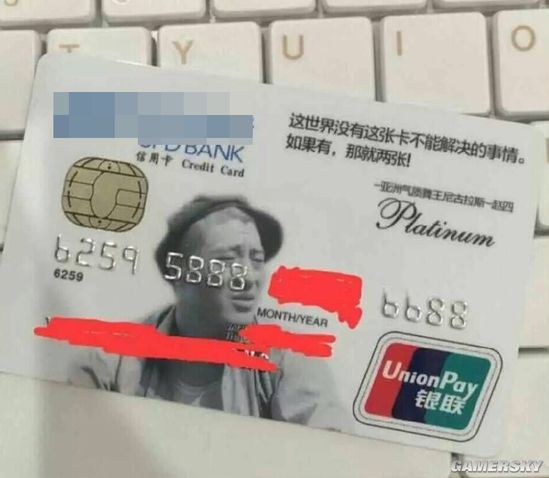 T Y U I O
BANK
信用卡 Credit Card
这世界没有这张卡不能解决的事情。
如果有，那就两张!
—亚洲气质舞王尼古拉斯—赵四
Platinum
6259 5888 6688
6259
MONTH/YEAR
UnionPay
银联
GAMERSKY